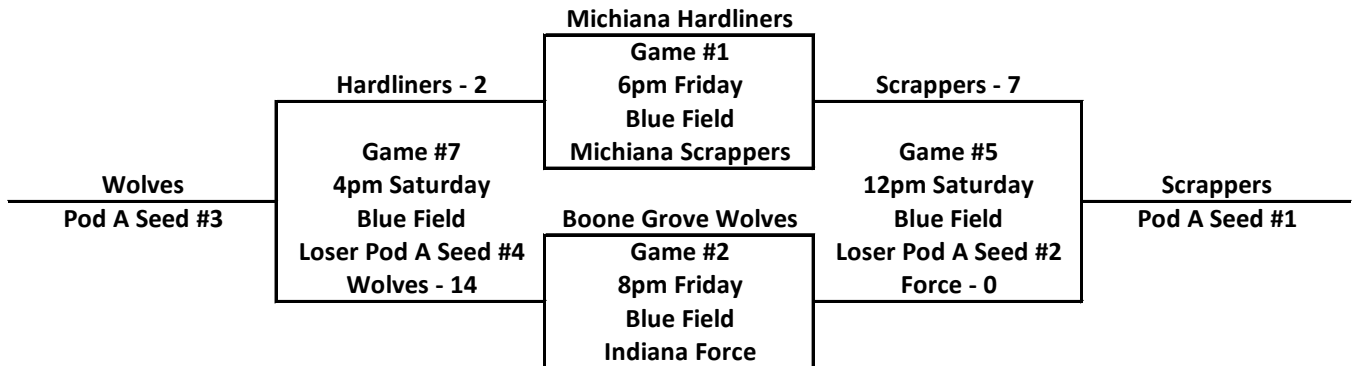 Michiana Hardliners
Game #1
Hardliners - 2
6pm Friday
Scrappers - 7
Blue Field
Game #7
Michiana Scrappers
Game #5
Wolves
4pm Saturday
12pm Saturday
Scrappers
Pod A Seed #3
Blue Field
Boone Grove Wolves
Blue Field
Pod A Seed #1
Loser Pod A Seed #4
Game #2
Loser Pod A Seed #2
Wolves - 14
8pm Friday
Force - 0
Blue Field
Indiana Force